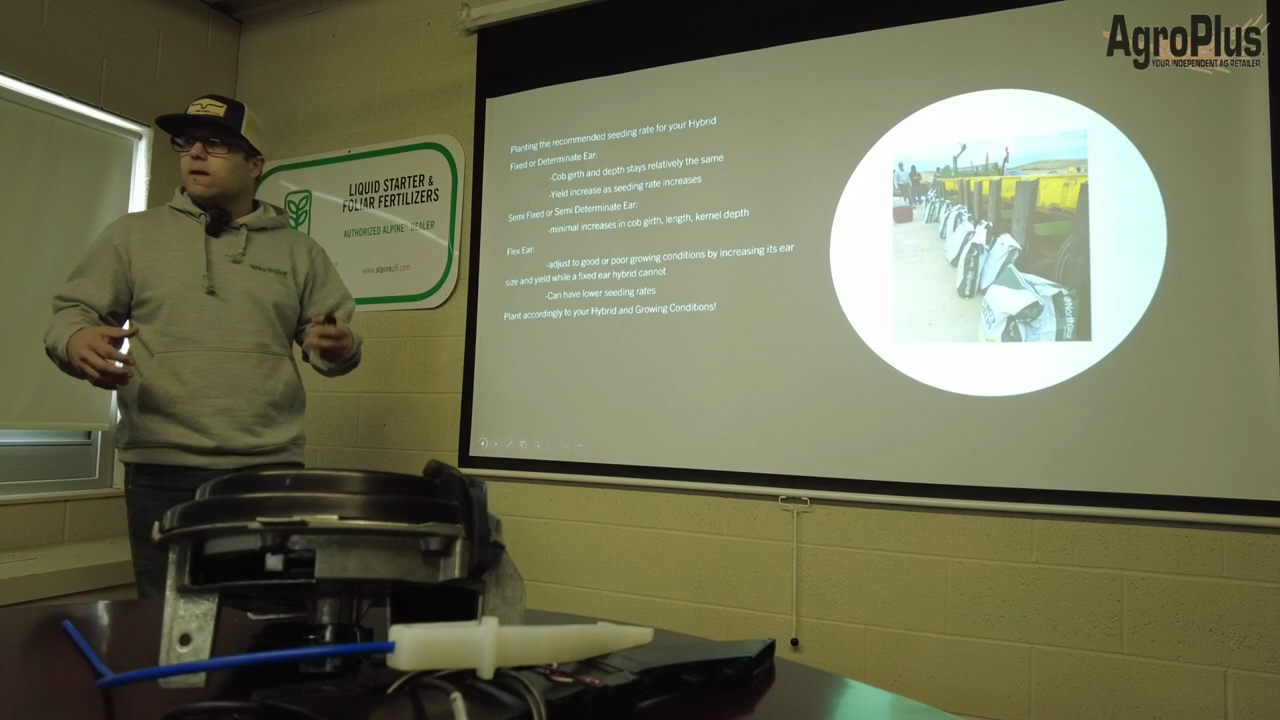 AgroPlus
YOUR INDEPENDENT AG RETAILER
Planting the recommended seeding rate for your Hybrid
Fixed or Determinate Ear:
-Cob girth and depth stays relatively the same
-Yield increase as seeding rate increases
Semi Fixed or Semi Determinate Ear:
-minimal increases in cob girth, length, kernel depth
Flex Ear:
-adjust to good or poor growing conditions by increasing its ear
size and yield while a fixed ear hybrid cannot
-Can have lower seeding rates
Plant accordingly to your Hybrid and Growing Conditions!
LIQUID STARTER &
FOLIAR FERTILIZERS
AUTHORIZED ALPINE DEALER
www.alpinepfl.com